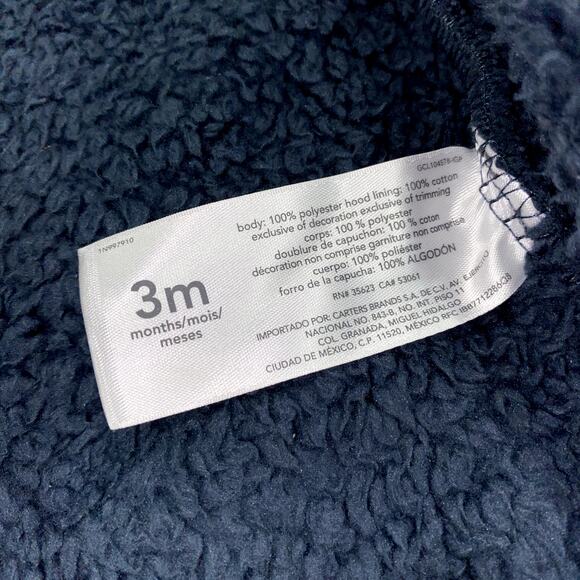 1N997910
3m
months/mois/
meses
GCL104578-IGP
body: 100% polyester hood lining: 100% cotton
exclusive of decoration exclusive of trimming
corps: 100 % polyester
doublure de capuchon: 100 % coton
décoration non comprise garniture non comprise
cuerpo: 100% poliéster
forro de la capucha: 100% ALGODÓN
RN# 35623 CA# 53061
IMPORTADO POR: CARTERS BRANDS S.A. DE C.V. AV. EJERCITO
NACIONAL NO. 843-B, NO. INT. PISO 11
COL. GRANADA, MIGUEL HIDALGO
CIUDAD DE MÉXICO, C.P. 11520, MÉXICO RFC